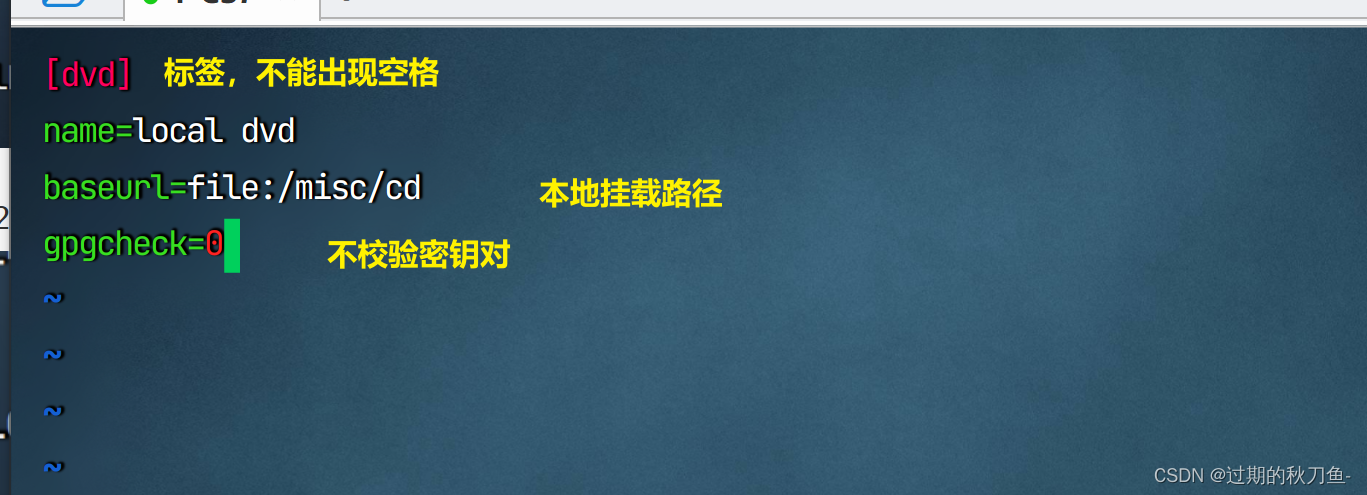 [dvd] 标签，不能出现空格
name=local dvd
baseurl=file:/misc/cd 本地挂载路径
gpgcheck=0 不校验密钥对
~
~
~
~
CSDN @过期的秋刀鱼-